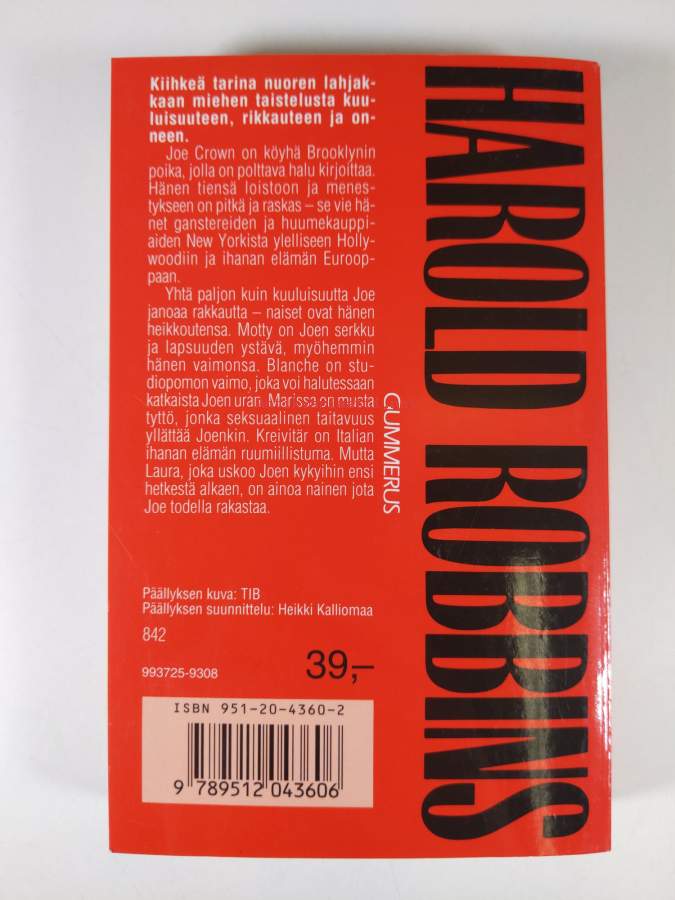 Kiihkeä tarina nuoren lahjak-
kaan miehen taistelusta kuu-
luisuuteen, rikkauteen ja on-
neen.
Joe Crown on köyhä Brooklynin
poika, jolla on polttava halu kirjoittaa.
Hänen tiensä loistoon ja menes-
tykseen on pitkä ja raskas – se vie hä-
net ganstereiden ja huumekauppi-
aiden New Yorkista ylelliseen Holly-
woodiin ja ihanan elämän Euroop-
paan.
Yhtä paljon kuin kuuluisuutta Joe
janoaa rakkautta – naiset ovat hänen
heikkoutensa. Motty on Joen serkku
ja lapsuuden ystävä, myöhemmin
hänen vaimonsa. Blanche on stu-
diopomon vaimo, joka voi halutessaan
katkaista Joen uran. Marissa on musta
tyttö, jonka seksuaalinen taitavuus
yllättää Joenkin. Kreivitär on Italian
ihanan elämän ruumiillistuma. Mutta
Laura, joka uskoo Joen kykyihin ensi
hetkestä alkaen, on ainoa nainen jota
Joe todella rakastaa.
GUMMERUS
HAROLD ROBBINS
Päällyksen kuva: TIB
Päällyksen suunnittelu: Heikki Kalliomaa
842
993725-9308
39,–
ISBN 951-20-4360-2
9 789512 043606